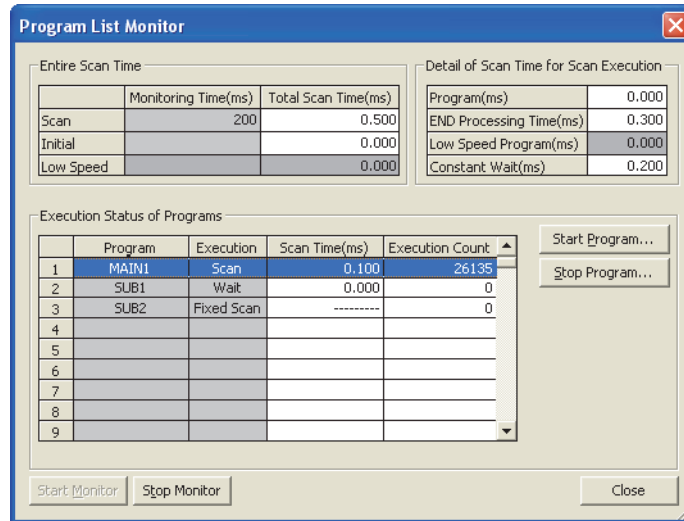 Program List Monitor
Entire Scan Time
Monitoring Time(ms) Total Scan Time(ms)
Scan 200 0.500
Initial 0.000
Low Speed 0.000
Detail of Scan Time for Scan Execution
Program(ms) 0.000
END Processing Time(ms) 0.300
Low Speed Program(ms) 0.000
Constant Wait(ms) 0.200
Execution Status of Programs
Program Execution Scan Time(ms) Execution Count
1 MAIN1 Scan 0.100 26135
2 SUB1 Wait 0.000 0
3 SUB2 Fixed Scan --------- 0
4
5
6
7
8
9
Start Program...
Stop Program...
Start Monitor Stop Monitor Close